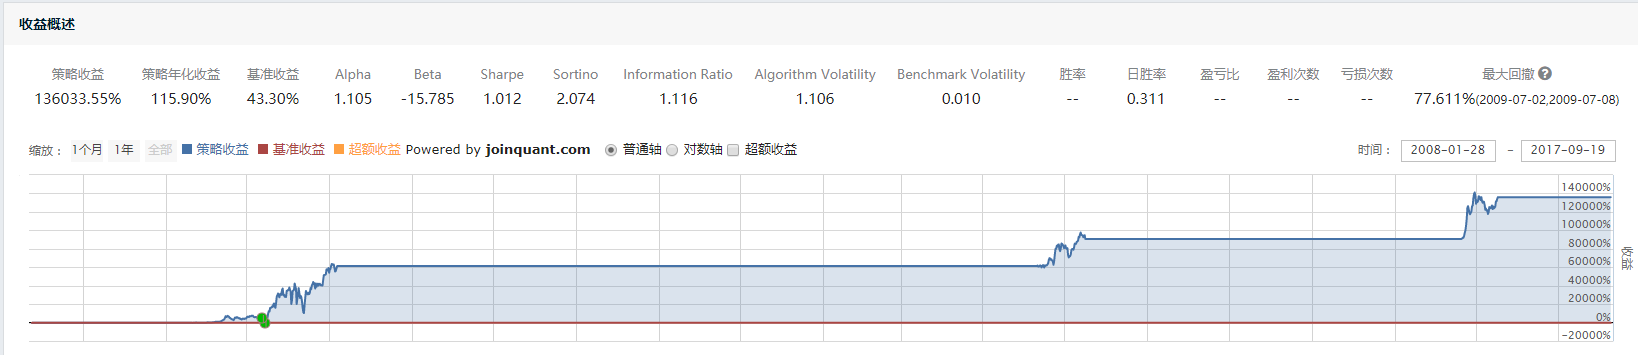 收益概述
策略收益 策略年化收益 基准收益 Alpha Beta Sharpe Sortino Information Ratio Algorithm Volatility Benchmark Volatility 胜率 日胜率 盈亏比 盈利次数 亏损次数 最大回撤 ?
136033.55% 115.90% 43.30% 1.105 -15.785 1.012 2.074 1.116 1.106 0.010 -- 0.311 -- -- -- 77.611%(2009-07-02,2009-07-08)
缩放： 1个月 1年 全部 策略收益 基准收益 超额收益 Powered by joinquant.com 普通轴 对数轴 超额收益 时间： 2008-01-28 - 2017-09-19
140000%
120000%
100000%
80000%
60000%
40000%
20000%
0%
-20000%
收益